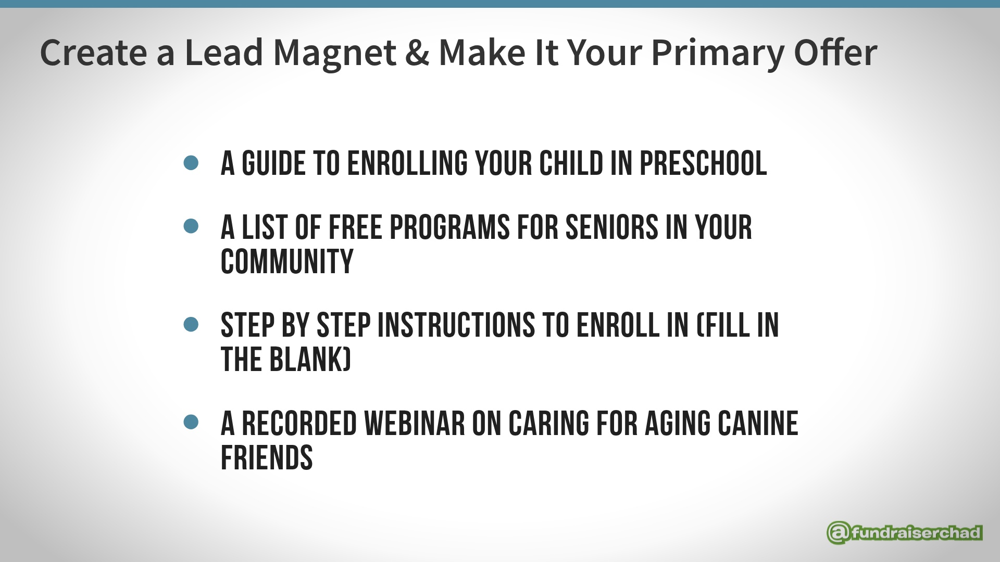 Create a Lead Magnet & Make It Your Primary Offer
A GUIDE TO ENROLLING YOUR CHILD IN PRESCHOOL
A LIST OF FREE PROGRAMS FOR SENIORS IN YOUR
COMMUNITY
STEP BY STEP INSTRUCTIONS TO ENROLL IN (FILL IN
THE BLANK)
A RECORDED WEBINAR ON CARING FOR AGING CANINE
FRIENDS
@fundraiserchad